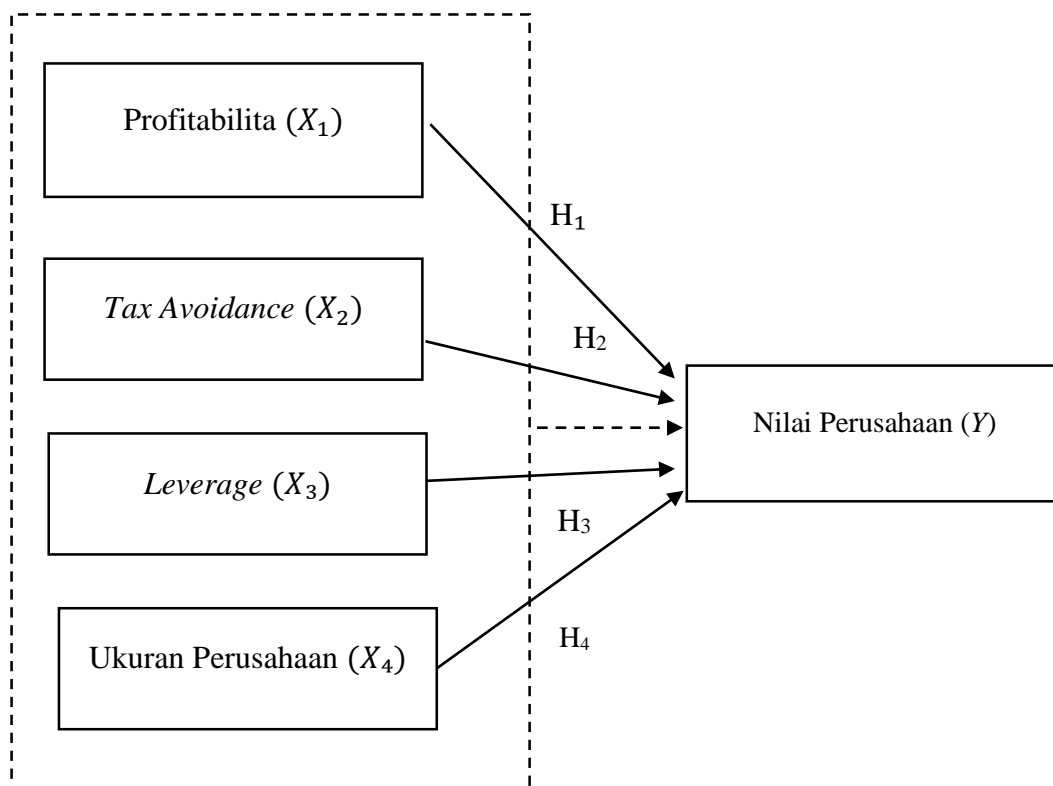 Profitabilita (𝑋₁)
H₁
Tax Avoidance (𝑋₂)
H₂
Nilai Perusahaan (Y)
Leverage (𝑋₃)
H₃
Ukuran Perusahaan (𝑋₄)
H₄